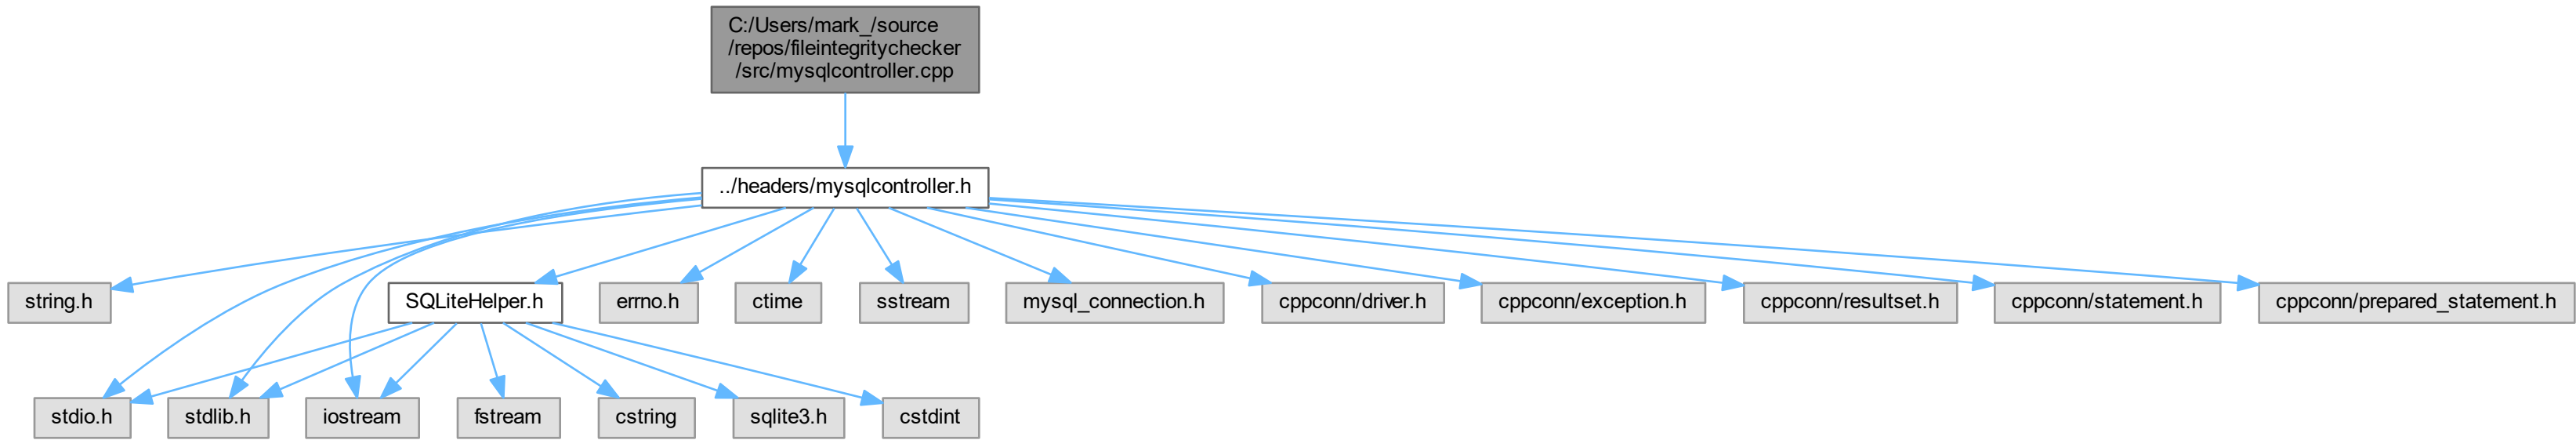 C:/Users/mark_/source
/repos/fileintegritychecker
/src/mysqlcontroller.cpp
../headers/mysqlcontroller.h
string.h
SQLiteHelper.h
errno.h
ctime
sstream
mysql_connection.h
cppconn/driver.h
cppconn/exception.h
cppconn/resultset.h
cppconn/statement.h
cppconn/prepared_statement.h
stdio.h
stdlib.h
iostream
fstream
cstring
sqlite3.h
cstdint